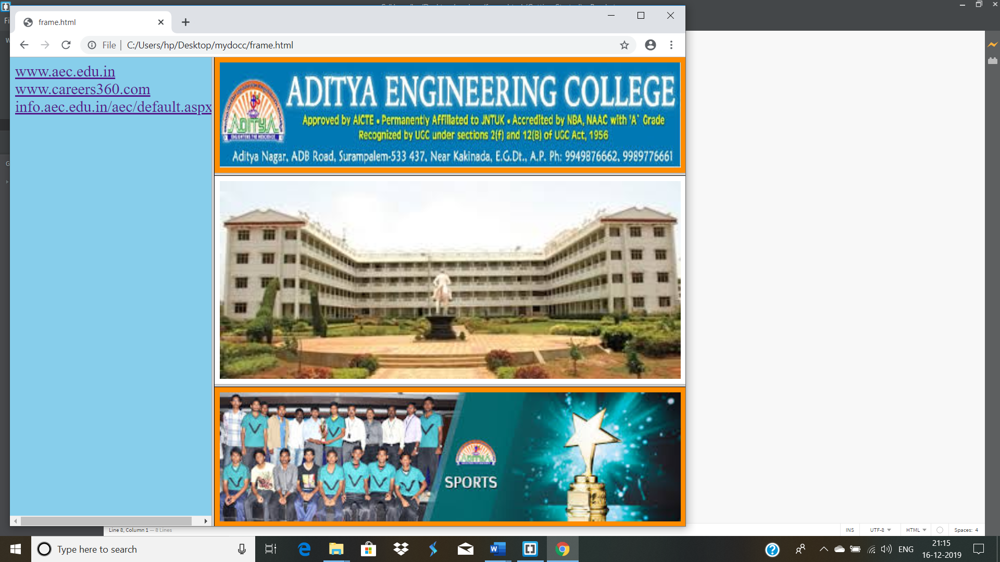 frame.html
File
C:/Users/hp/Desktop/mydocc/frame.html
www.aec.edu.in
www.careers360.com
info.aec.edu.in/aec/default.aspx
ADITYA ENGINEERING COLLEGE
Approved by AICTE • Permanently Affiliated to JNTUK • Accredited by NBA, NAAC with 'A' Grade
Recognized by UGC under sections 2(f) and 12(B) of UGC Act, 1956
Aditya Nagar, ADB Road, Surampalem-533 437, Near Kakinada, E.G.Dt., A.P. Ph: 9949876662, 9989776661
ADITYA
ADITYA
SPORTS
Line 8, Column 1 — 8 Lines
INS
UTF-8
HTML
Spaces: 4
Type here to search
ENG
21:15
16-12-2019